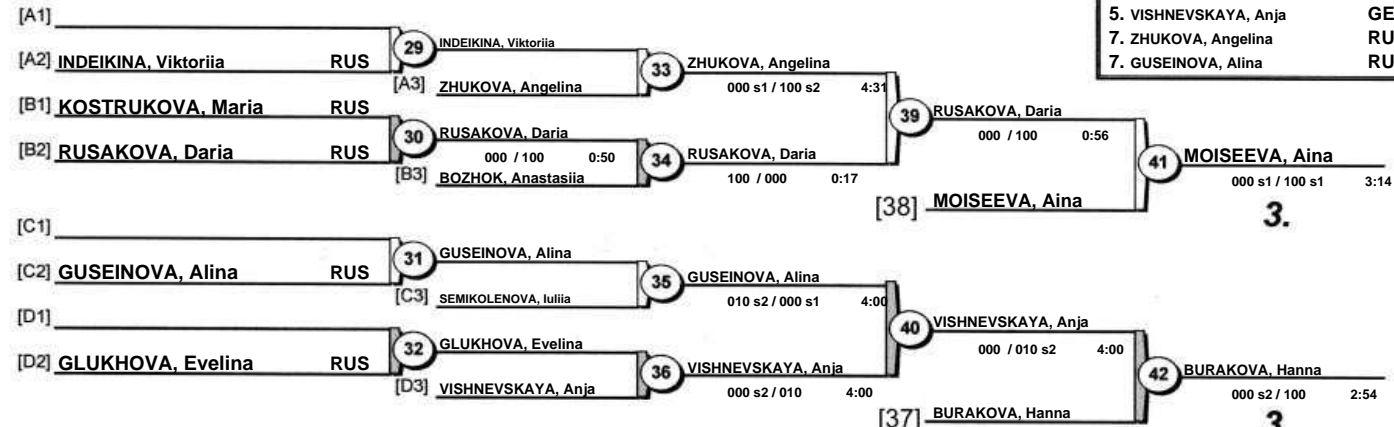 5. VISHNEVSKAYA, Anja GE
7. ZHUKOVA, Angelina RU
7. GUSEINOVA, Alina RU
[A1]
[A2] INDEIKINA, Viktoriia RUS
29
INDEIKINA, Viktoriia
[A3] ZHUKOVA, Angelina
33
ZHUKOVA, Angelina
000 s1 / 100 s2 4:31
[B1] KOSTRUKOVA, Maria RUS
[B2] RUSAKOVA, Daria RUS
30
RUSAKOVA, Daria
000 / 100 0:50
[B3] BOZHOK, Anastasiia
34
RUSAKOVA, Daria
100 / 000 0:17
39
RUSAKOVA, Daria
000 / 100 0:56
[38] MOISEEVA, Aina
41
MOISEEVA, Aina
000 s1 / 100 s1 3:14
3.
[C1]
[C2] GUSEINOVA, Alina RUS
31
GUSEINOVA, Alina
[C3] SEMIKOLENOVA, Iuliia
35
GUSEINOVA, Alina
010 s2 / 000 s1 4:00
[D1]
[D2] GLUKHOVA, Evelina RUS
32
GLUKHOVA, Evelina
[D3] VISHNEVSKAYA, Anja
36
VISHNEVSKAYA, Anja
000 s2 / 010 4:00
40
VISHNEVSKAYA, Anja
000 / 010 s2 4:00
[37] BURAKOVA, Hanna
42
BURAKOVA, Hanna
000 s2 / 100 2:54
3